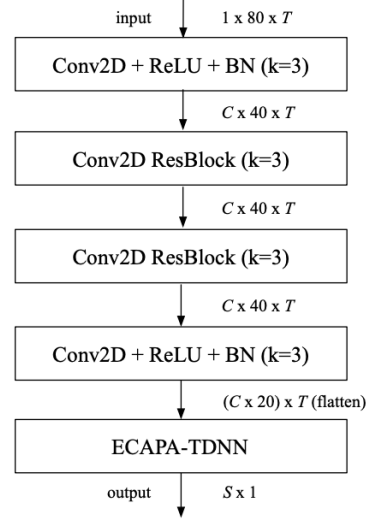 input 1 x 80 x T
Conv2D + ReLU + BN (k=3)
C x 40 x T
Conv2D ResBlock (k=3)
C x 40 x T
Conv2D ResBlock (k=3)
C x 40 x T
Conv2D + ReLU + BN (k=3)
(C x 20) x T (flatten)
ECAPA-TDNN
output S x 1